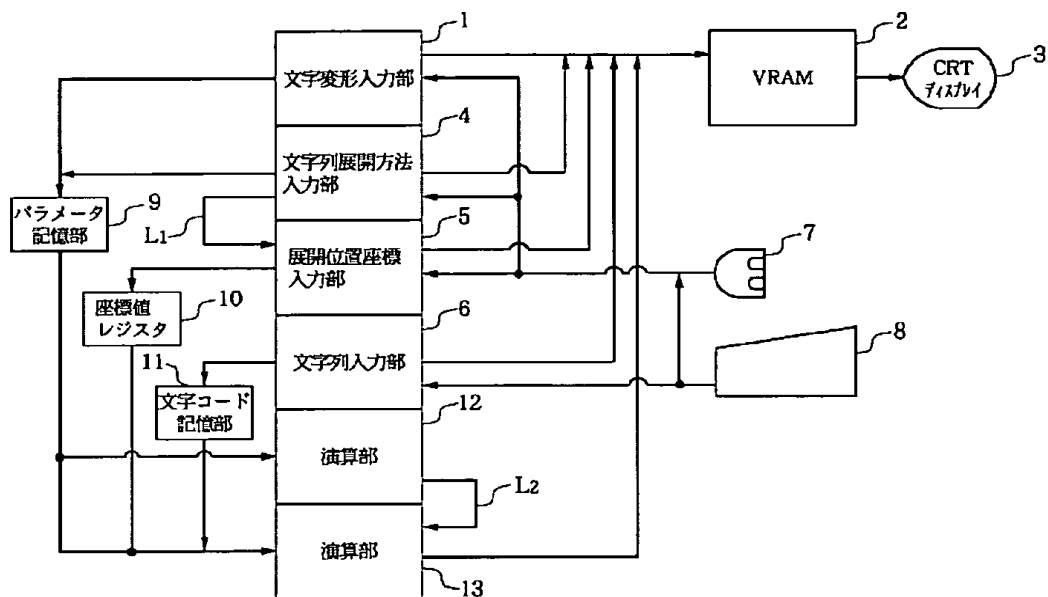 1
文字変形入力部
2
VRAM
3
CRT
ディスプレイ
4
文字列展開方法
入力部
パラメータ
記憶部
9
L1
5
展開位置座標
入力部
7
座標値
レジスタ
10
6
文字列入力部
8
11
文字コード
記憶部
12
演算部
L2
演算部
13